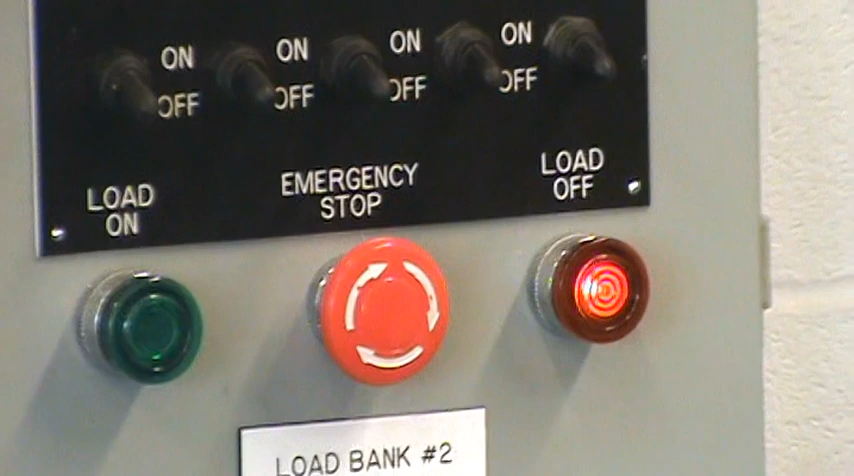 ON ON ON ON
OFF OFF OFF OFF
LOAD
ON
EMERGENCY
STOP
LOAD
OFF
LOAD BANK #2